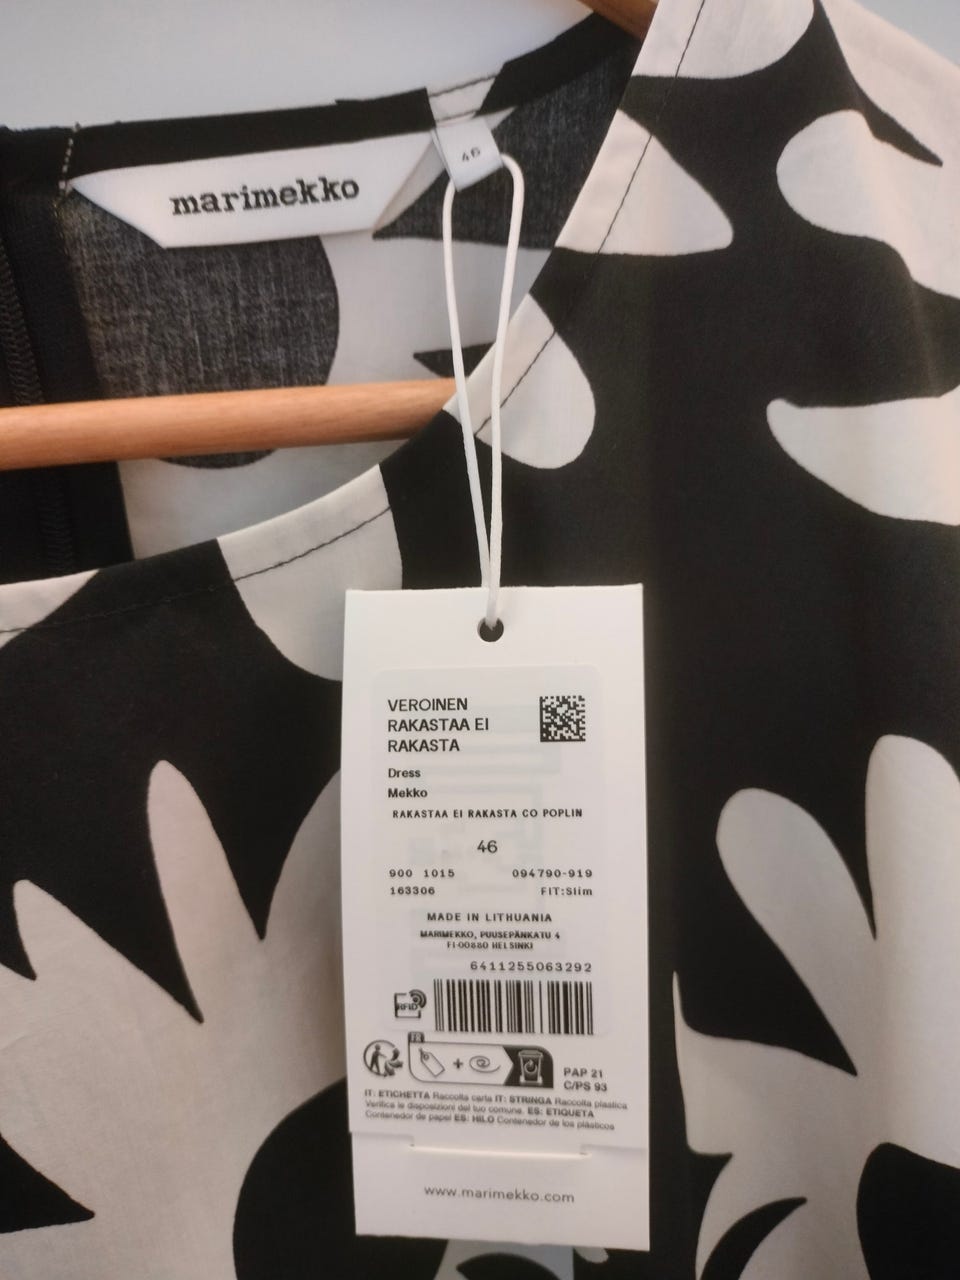 marimekko
46
VEROINEN
RAKASTAA EI
RAKASTA
Dress
Mekko
RAKASTAA EI RAKASTA CO POPLIN
46
900 1015 094790-919
163306 FIT:Slim
MADE IN LITHUANIA
MARIMEKKO, PUUSEPÄNKATU 4
FI-00880 HELSINKI
6411255063292
RFID
FR
+
PAP 21
C/PS 93
IT: ETICHETTA Raccolta carta IT: STRINGA Raccolta plastica
Verifica le disposizioni del tuo comune. ES: ETIQUETA
Contenedor de papel ES: HILO Contenedor de los plásticos
www.marimekko.com